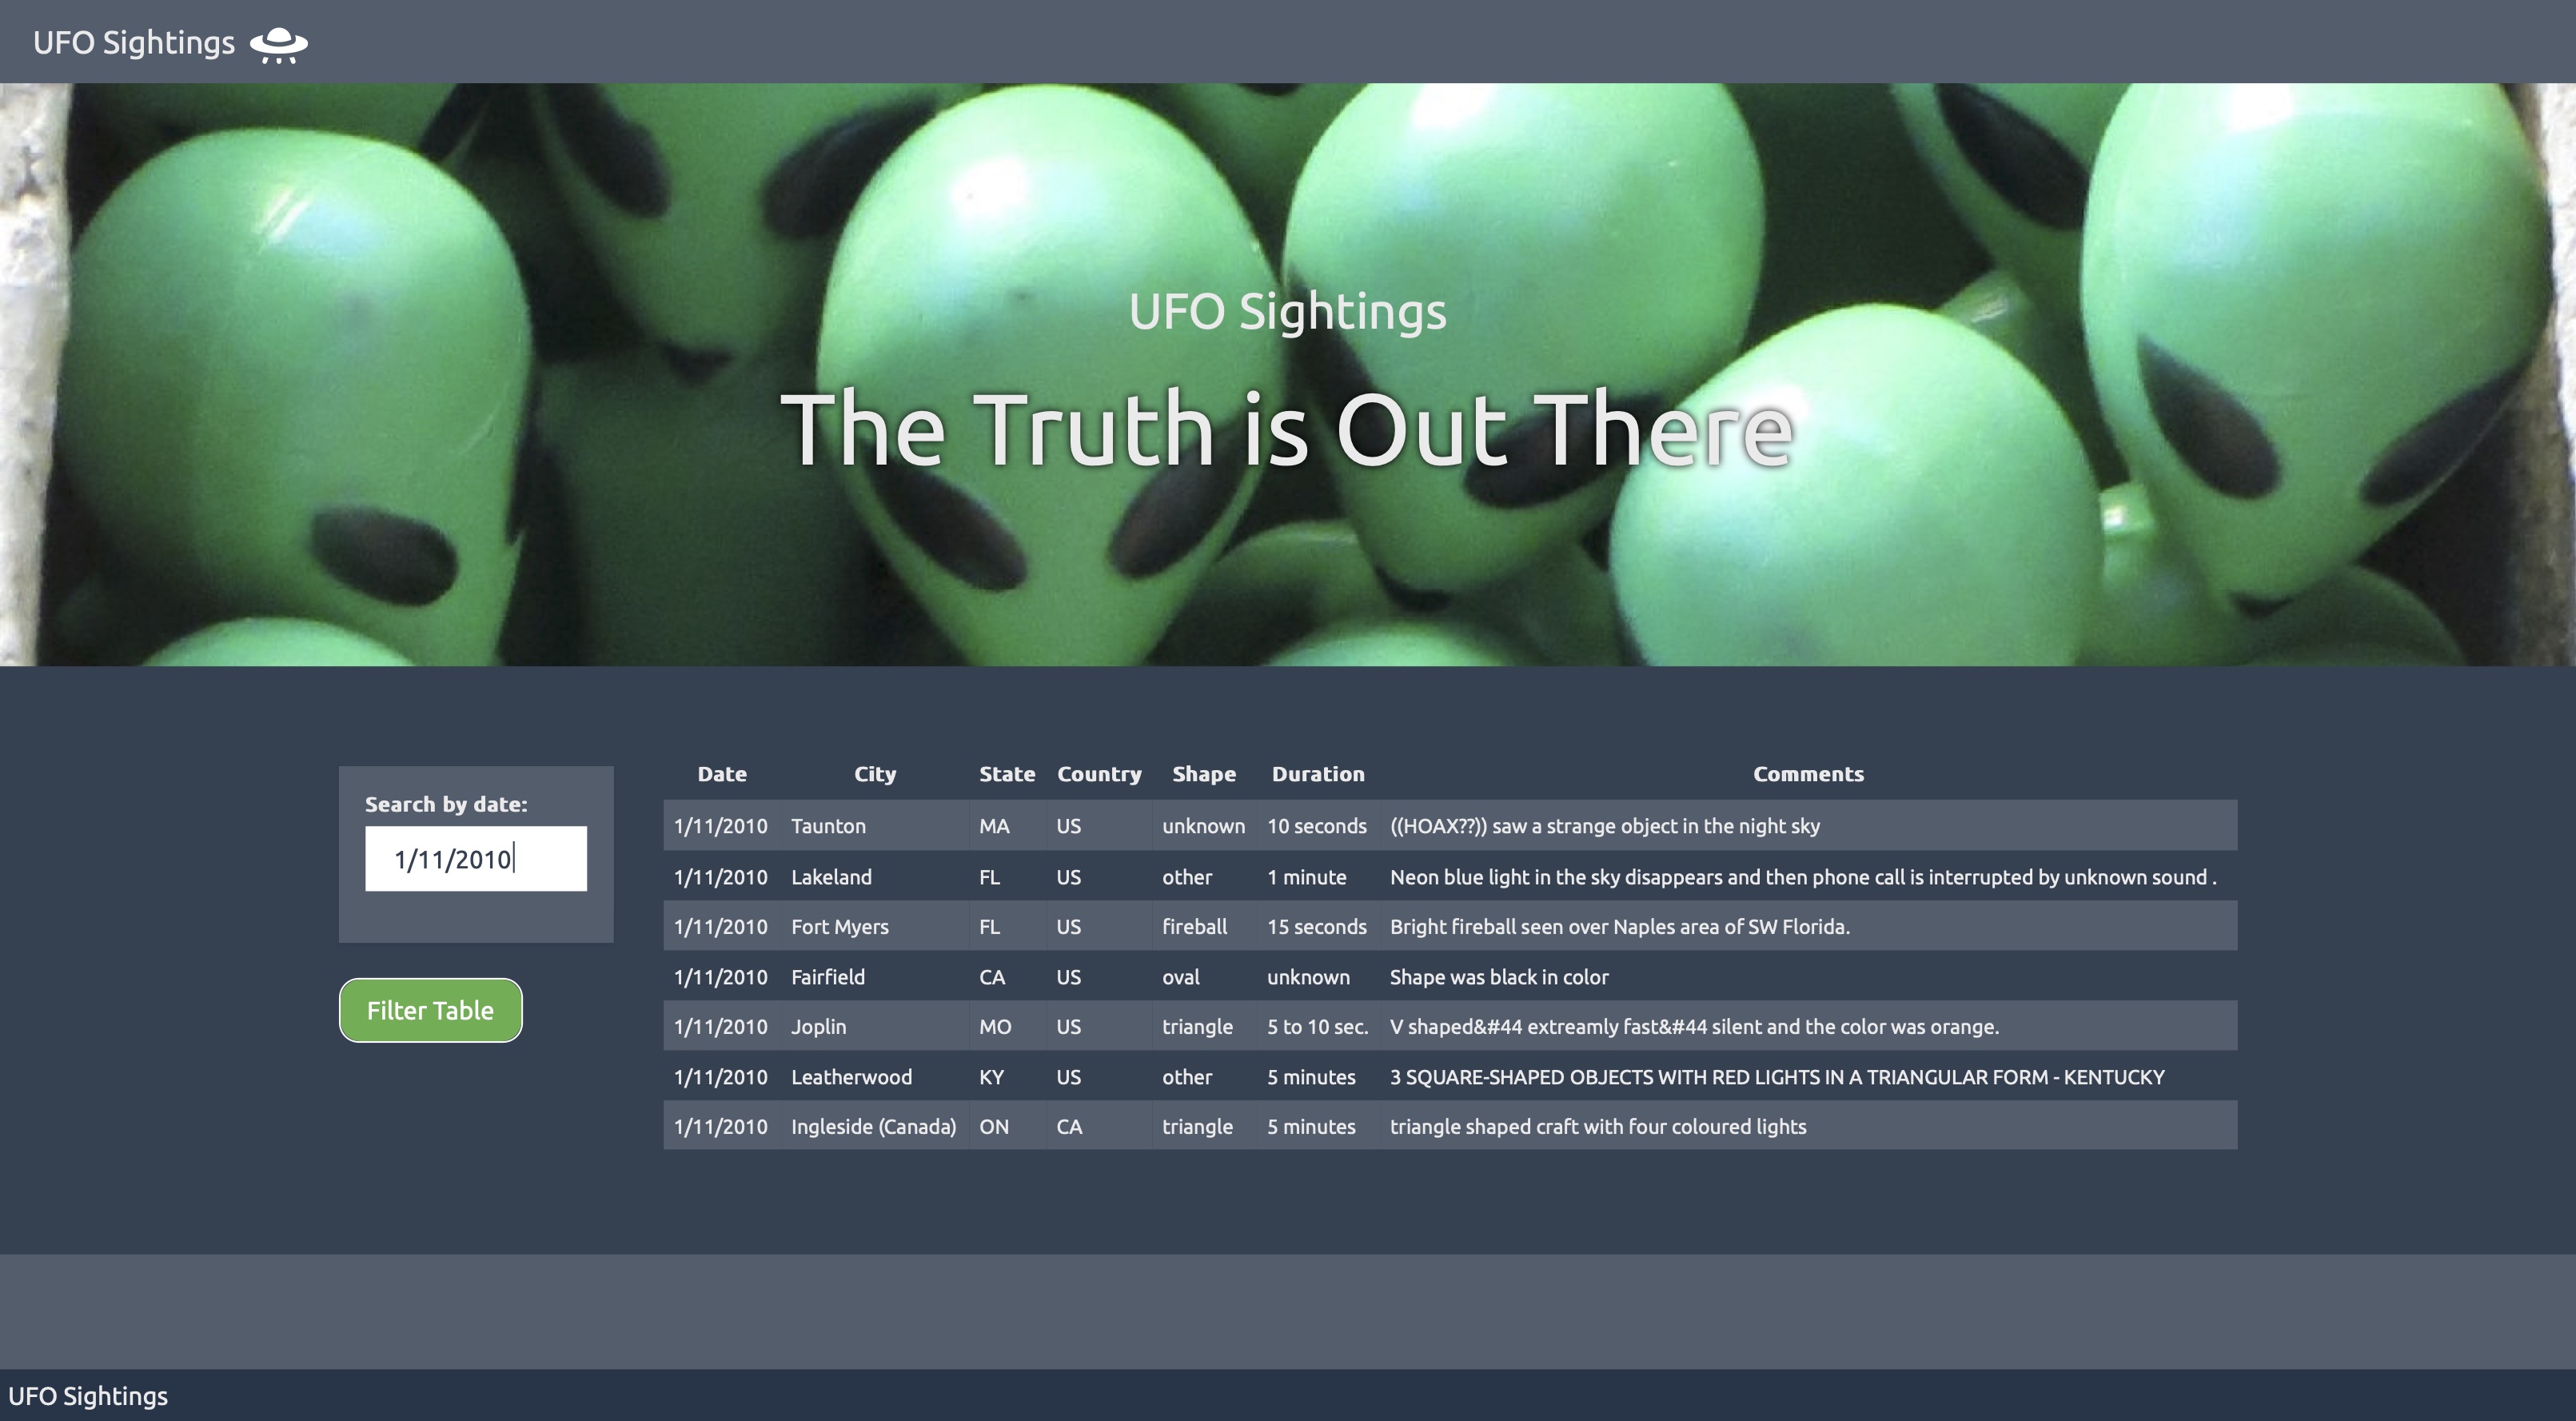 UFO Sightings
UFO Sightings
The Truth is Out There
Search by date:
1/11/2010
Filter Table
Date City State Country Shape Duration Comments
1/11/2010 Taunton MA US unknown 10 seconds ((HOAX??)) saw a strange object in the night sky
1/11/2010 Lakeland FL US other 1 minute Neon blue light in the sky disappears and then phone call is interrupted by unknown sound .
1/11/2010 Fort Myers FL US fireball 15 seconds Bright fireball seen over Naples area of SW Florida.
1/11/2010 Fairfield CA US oval unknown Shape was black in color
1/11/2010 Joplin MO US triangle 5 to 10 sec. V shaped&#44 extreamly fast&#44 silent and the color was orange.
1/11/2010 Leatherwood KY US other 5 minutes 3 SQUARE-SHAPED OBJECTS WITH RED LIGHTS IN A TRIANGULAR FORM - KENTUCKY
1/11/2010 Ingleside (Canada) ON CA triangle 5 minutes triangle shaped craft with four coloured lights
UFO Sightings